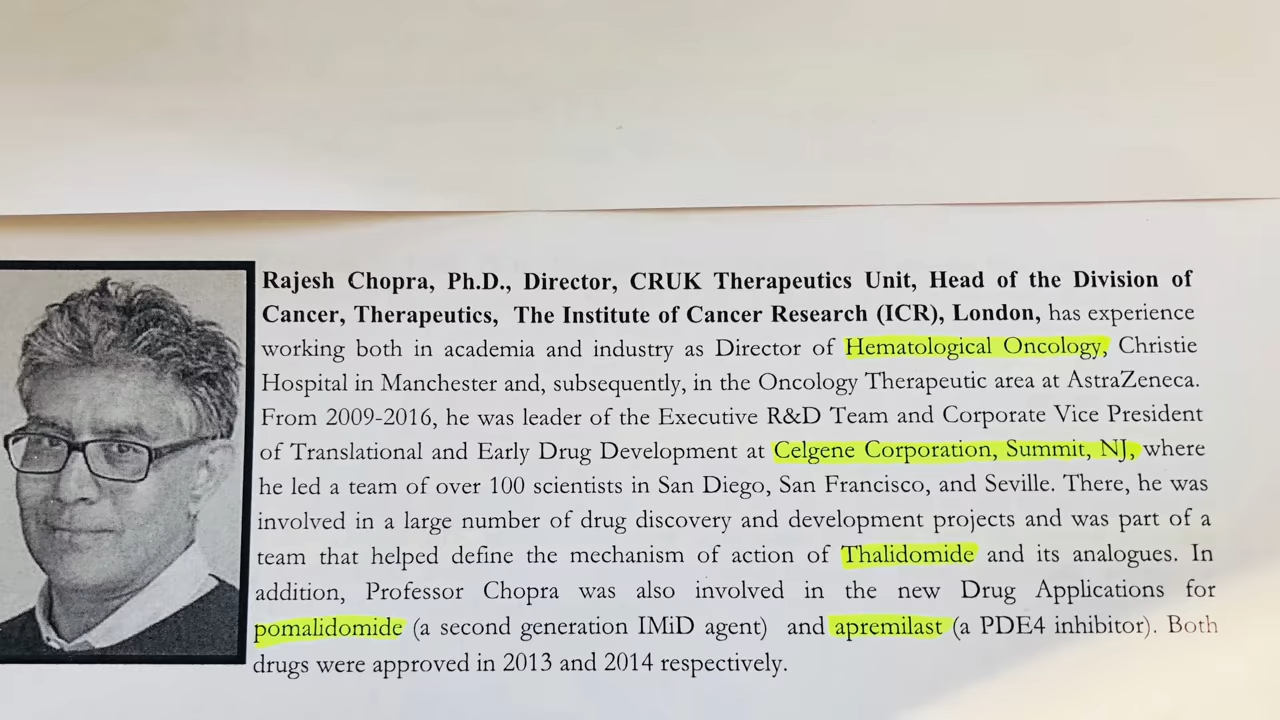 Rajesh Chopra, Ph.D., Director, CRUK Therapeutics Unit, Head of the Division of
Cancer, Therapeutics, The Institute of Cancer Research (ICR), London, has experience
working both in academia and industry as Director of Hematological Oncology, Christie
Hospital in Manchester and, subsequently, in the Oncology Therapeutic area at AstraZeneca.
From 2009-2016, he was leader of the Executive R&D Team and Corporate Vice President
of Translational and Early Drug Development at Celgene Corporation, Summit, NJ, where
he led a team of over 100 scientists in San Diego, San Francisco, and Seville. There, he was
involved in a large number of drug discovery and development projects and was part of a
team that helped define the mechanism of action of Thalidomide and its analogues. In
addition, Professor Chopra was also involved in the new Drug Applications for
pomalidomide (a second generation IMiD agent) and apremilast (a PDE4 inhibitor). Both
drugs were approved in 2013 and 2014 respectively.